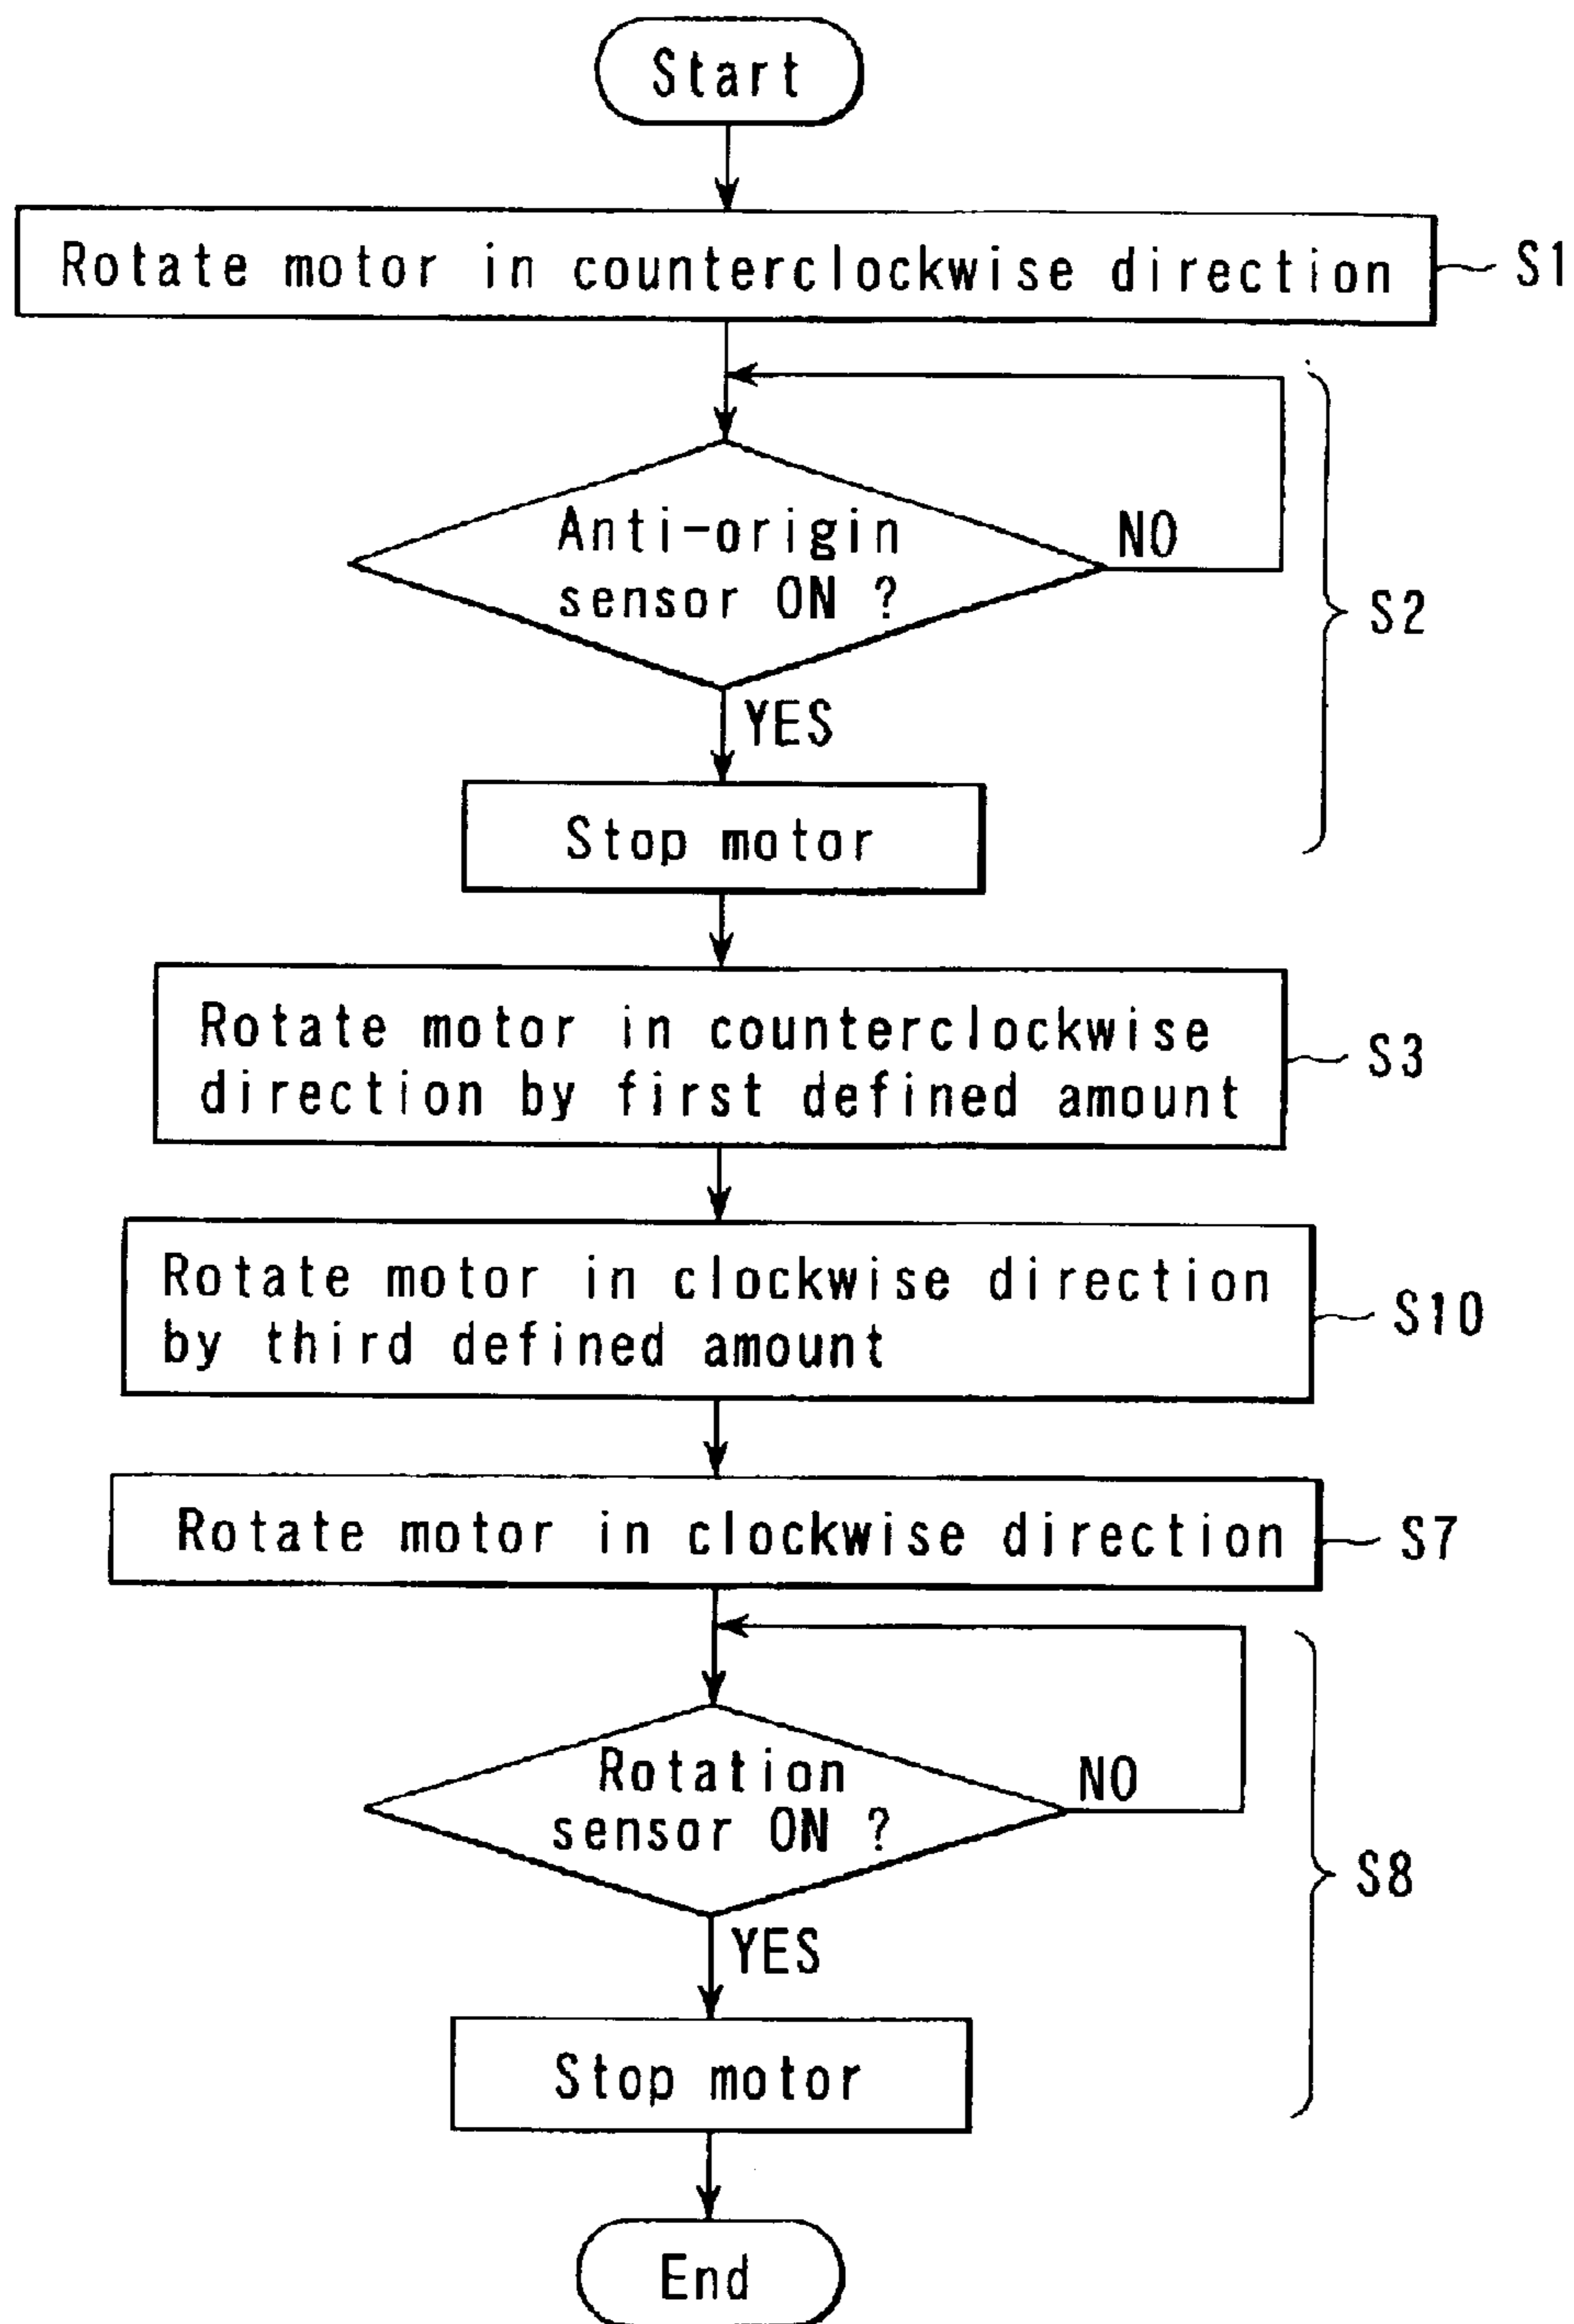 Start
Rotate motor in counterclockwise direction
S1
Anti-origin
sensor ON ?
NO
S2
YES
Stop motor
Rotate motor in counterclockwise
direction by first defined amount
S3
Rotate motor in clockwise direction
by third defined amount
S10
Rotate motor in clockwise direction
S7
Rotation
sensor ON ?
NO
S8
YES
Stop motor
End